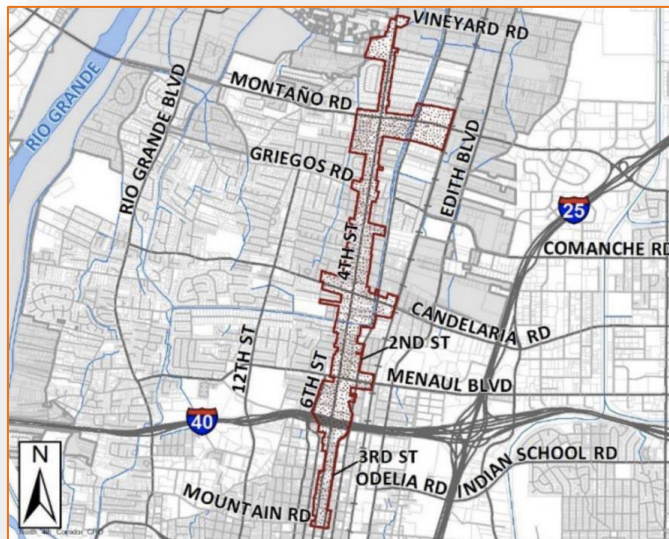 VINEYARD RD
RIO GRANDE
RIO GRANDE BLVD
MONTAÑO RD
GRIEGOS RD
EDITH BLVD
25
COMANCHE RD
4TH ST
CANDELARIA RD
12TH ST
6TH ST
2ND ST
MENAUL BLVD
40
N
3RD ST
ODELIA RD
INDIAN SCHOOL RD
MOUNTAIN RD